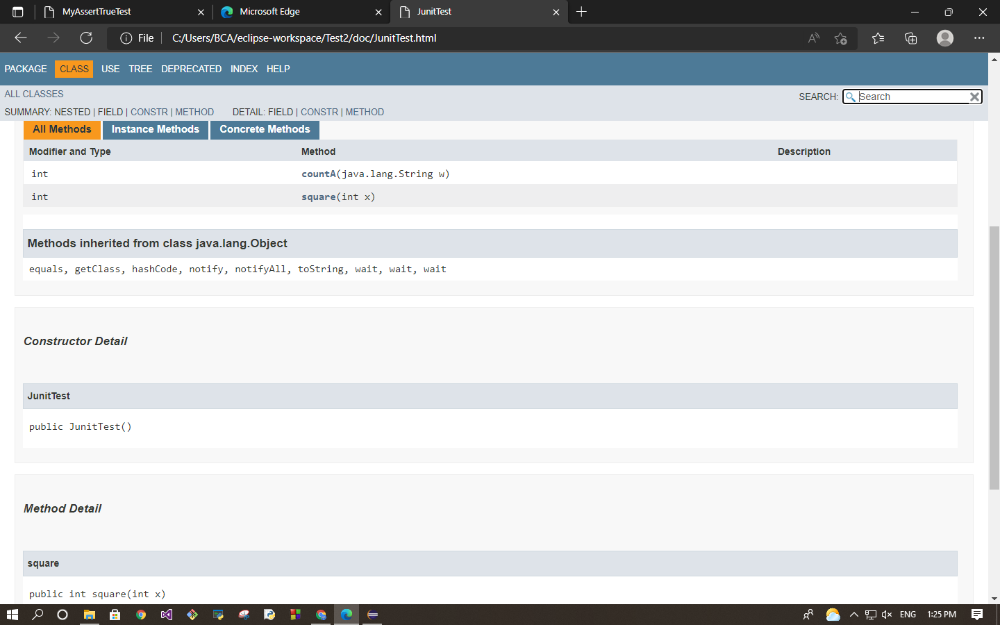 MyAssertTrueTest
Microsoft Edge
JunitTest
File
C:/Users/BCA/eclipse-workspace/Test2/doc/JunitTest.html
PACKAGE CLASS USE TREE DEPRECATED INDEX HELP
ALL CLASSES
SEARCH: Search
SUMMARY: NESTED | FIELD | CONSTR | METHOD DETAIL: FIELD | CONSTR | METHOD
All Methods Instance Methods Concrete Methods
Modifier and Type Method Description
int countA(java.lang.String w)
int square(int x)
Methods inherited from class java.lang.Object
equals, getClass, hashCode, notify, notifyAll, toString, wait, wait, wait
Constructor Detail
JunitTest
public JunitTest()
Method Detail
square
public int square(int x)
ENG 1:25 PM